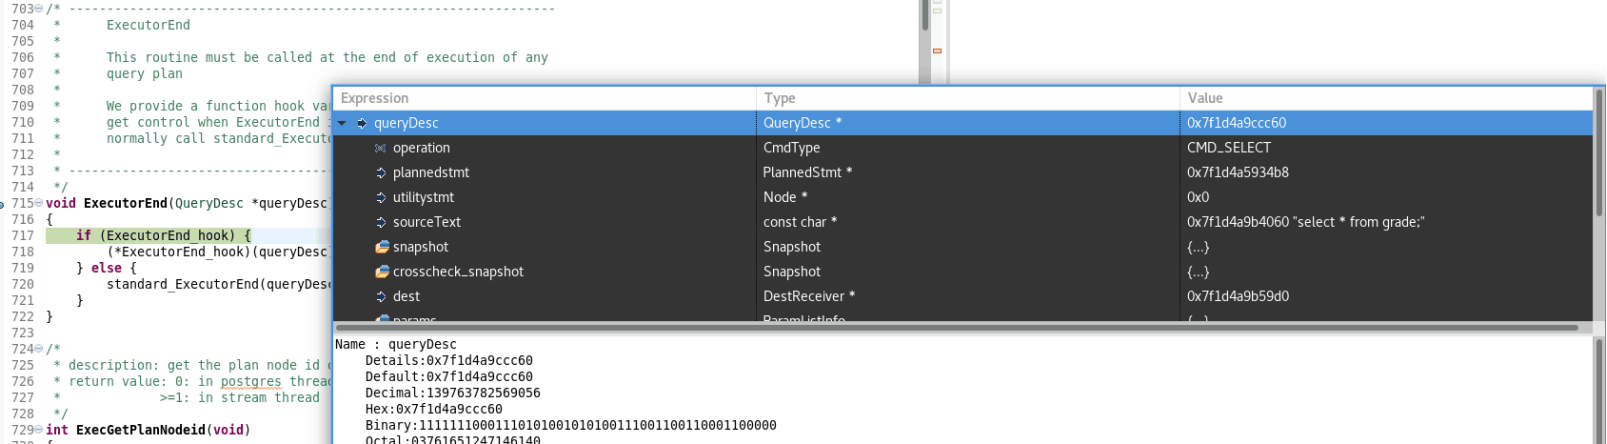 703 /* ---------------------------------------------------------------
704  *      ExecutorEnd
705  *
706  *      This routine must be called at the end of execution of any
707  *      query plan
708  *
709  *      We provide a function hook va
710  *      get control when ExecutorEnd
711  *      normally call standard_Execut
712  *
713  * -----------------------------------
714  */
715 void ExecutorEnd(QueryDesc *queryDesc
716 {
717     if (ExecutorEnd_hook) {
718         (*ExecutorEnd_hook)(queryDesc
719     } else {
720         standard_ExecutorEnd(queryDes
721     }
722 }
723
724 /*
725  * description: get the plan node id
726  * return value: 0: in postgres threa
727  *             >=1: in stream thread
728  */
729 int ExecGetPlanNodeid(void)
Expression Type Value
queryDesc QueryDesc * 0x7f1d4a9ccc60
operation CmdType CMD_SELECT
plannedstmt PlannedStmt * 0x7f1d4a5934b8
utilitystmt Node * 0x0
sourceText const char * 0x7f1d4a9b4060 "select * from grade;"
snapshot Snapshot {...}
crosscheck_snapshot Snapshot {...}
dest DestReceiver * 0x7f1d4a9b59d0
params ParamListInfo {...}
Name : queryDesc
Details:0x7f1d4a9ccc60
Default:0x7f1d4a9ccc60
Decimal:139763782569056
Hex:0x7f1d4a9ccc60
Binary:11111110001110101001010100111001100110001100000
Octal:03761651247146140